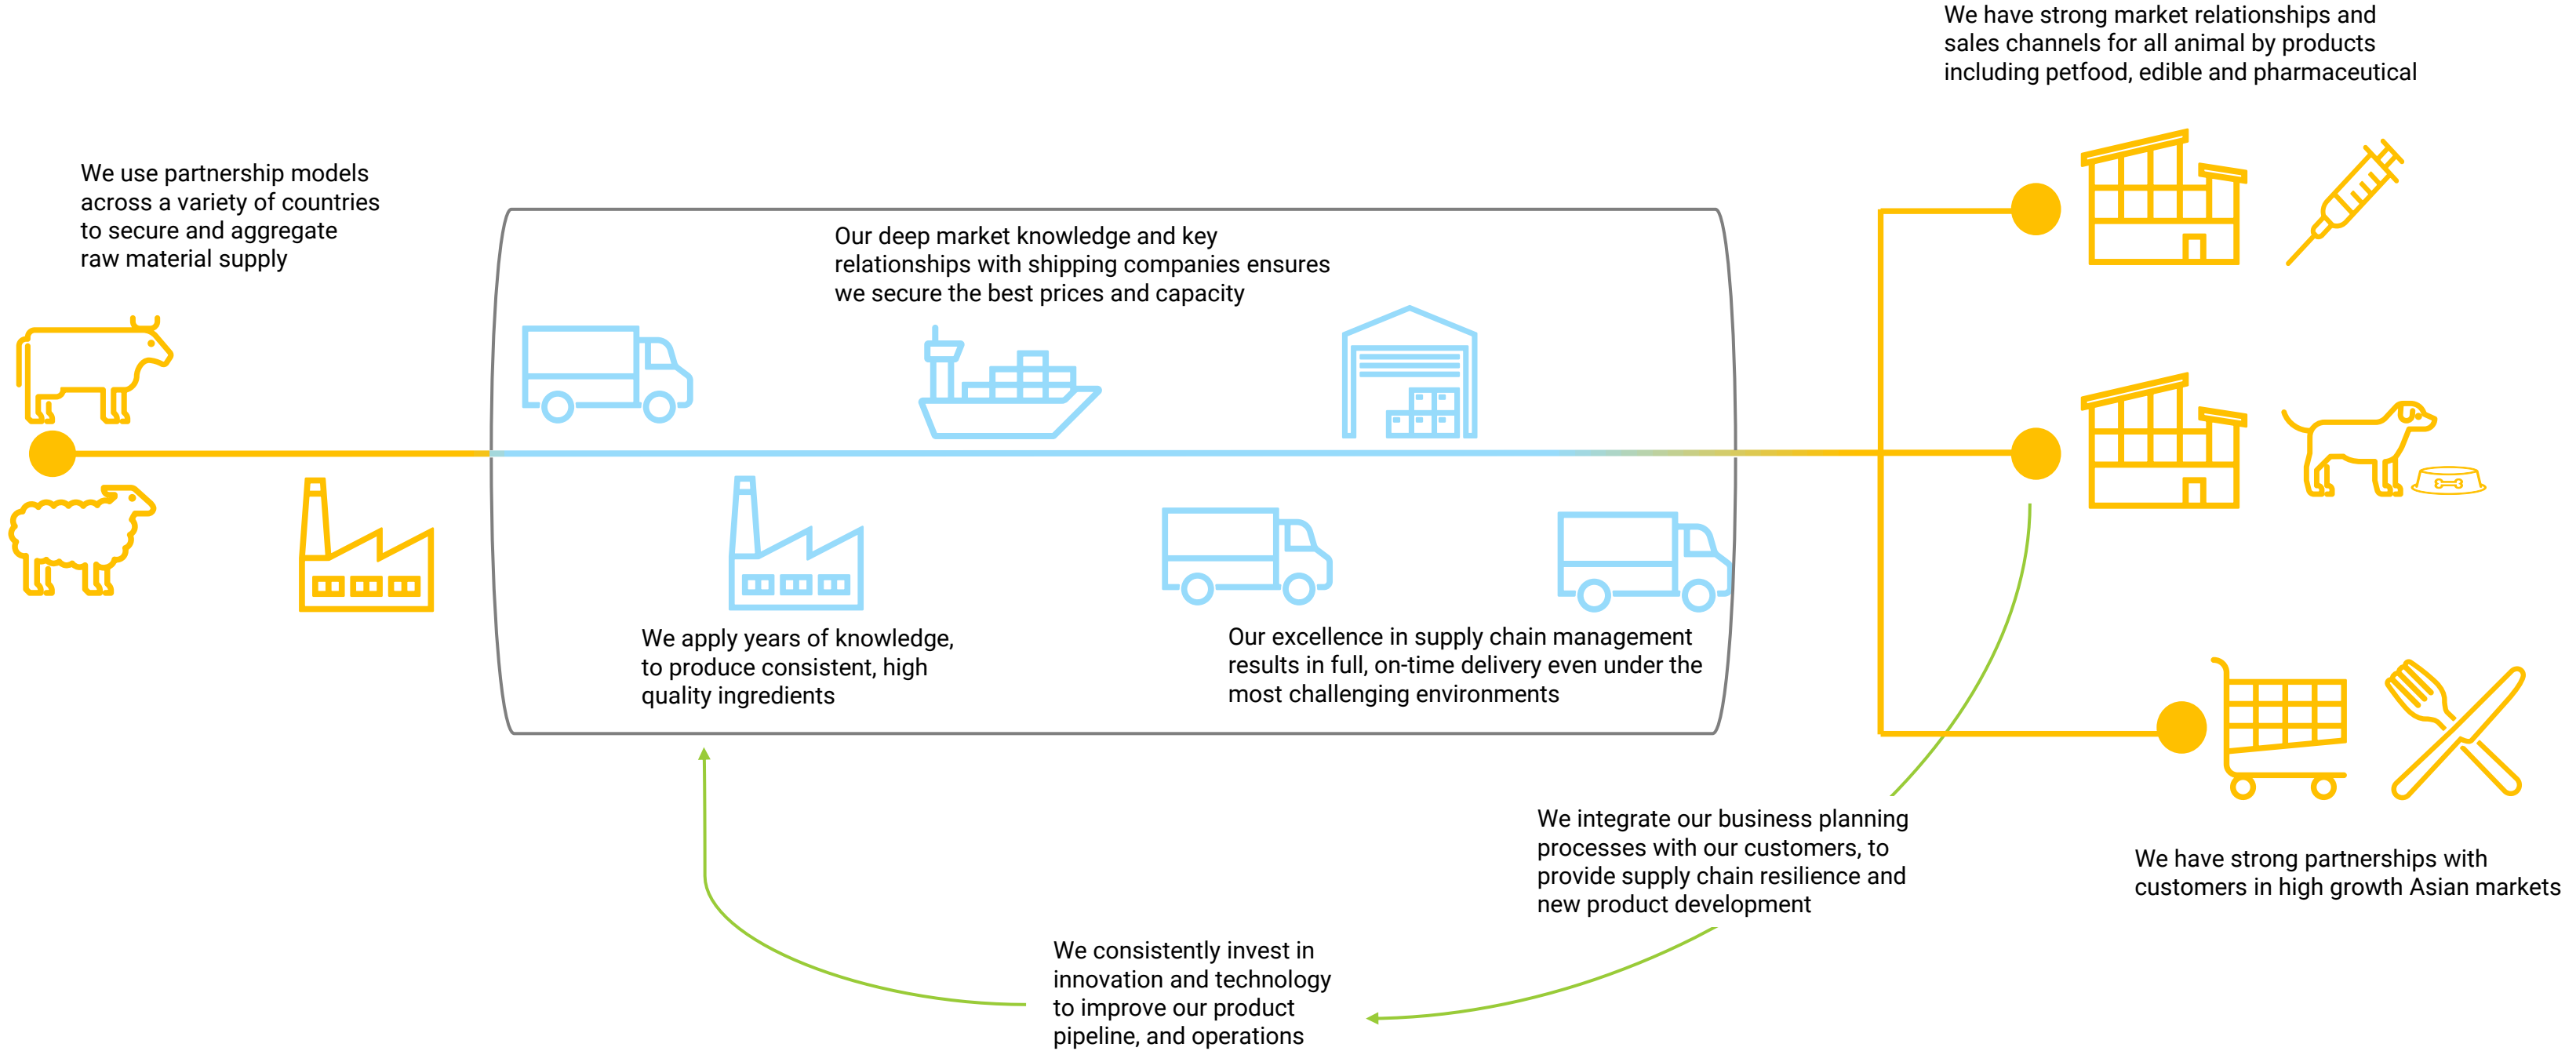 We have strong market relationships and
sales channels for all animal by products
including petfood, edible and pharmaceutical
We use partnership models
across a variety of countries
to secure and aggregate
raw material supply
Our deep market knowledge and key
relationships with shipping companies ensures
we secure the best prices and capacity
We apply years of knowledge,
to produce consistent, high
quality ingredients
Our excellence in supply chain management
results in full, on-time delivery even under the
most challenging environments
We integrate our business planning
processes with our customers, to
provide supply chain resilience and
new product development
We have strong partnerships with
customers in high growth Asian markets
We consistently invest in
innovation and technology
to improve our product
pipeline, and operations